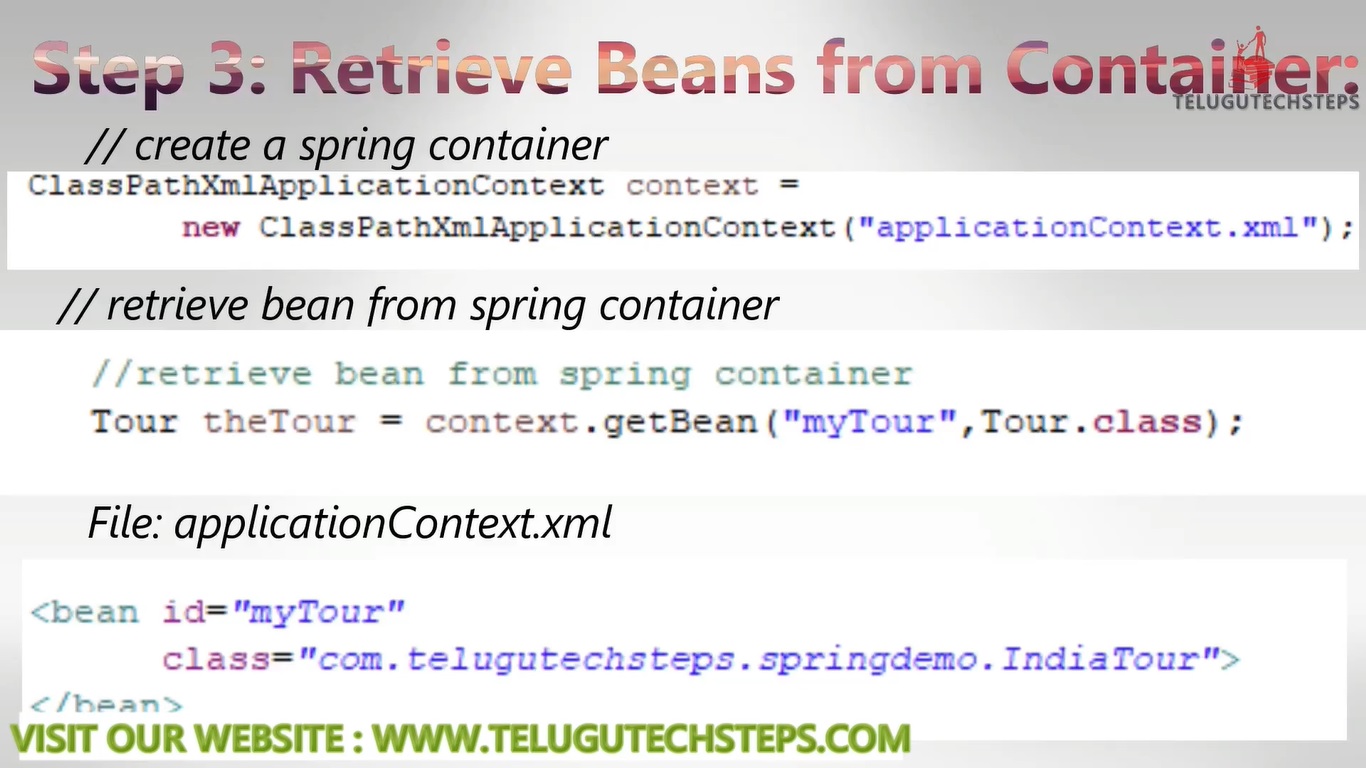 Step 3: Retrieve Beans from Container:
TELUGUTECHSTEPS
// create a spring container
ClassPathXmlApplicationContext context =
new ClassPathXmlApplicationContext("applicationContext.xml");
// retrieve bean from spring container
//retrieve bean from spring container
Tour theTour = context.getBean("myTour",Tour.class);
File: applicationContext.xml
<bean id="myTour"
class="com.telugutechsteps.springdemo.IndiaTour">
</bean>
VISIT OUR WEBSITE : WWW.TELUGUTECHSTEPS.COM